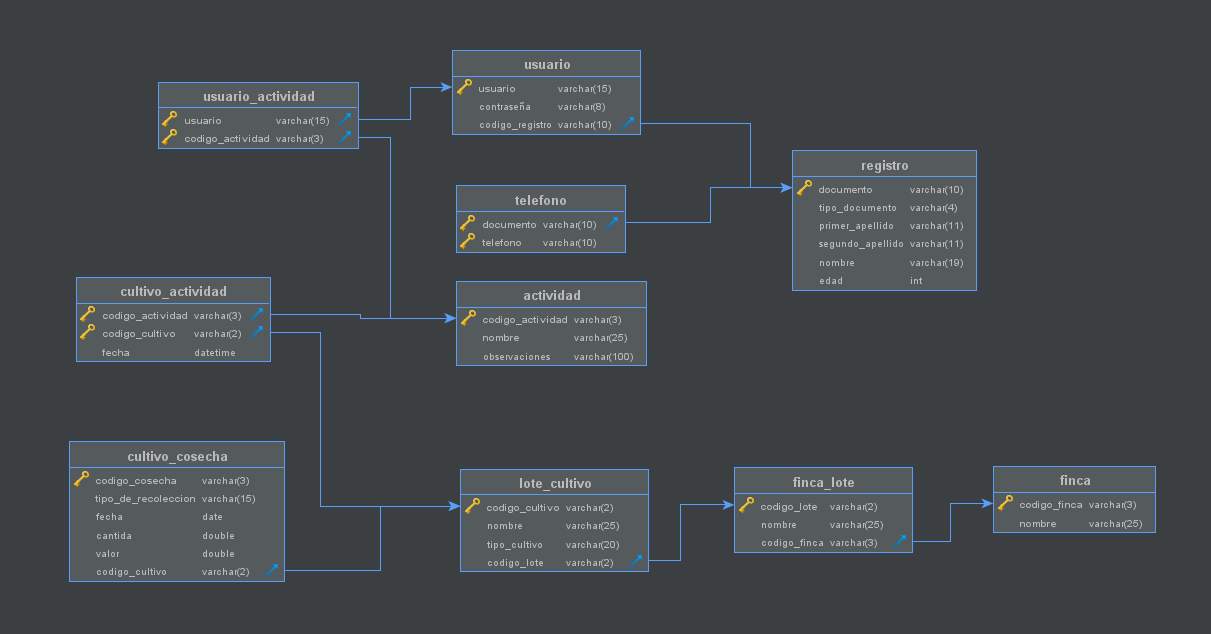 usuario
usuario varchar(15)
contraseña varchar(8)
codigo_registro varchar(10)
usuario_actividad
usuario varchar(15)
codigo_actividad varchar(3)
registro
documento varchar(10)
tipo_documento varchar(4)
primer_apellido varchar(11)
segundo_apellido varchar(11)
nombre varchar(19)
edad int
telefono
documento varchar(10)
telefono varchar(10)
cultivo_actividad
codigo_actividad varchar(3)
codigo_cultivo varchar(2)
fecha datetime
actividad
codigo_actividad varchar(3)
nombre varchar(25)
observaciones varchar(100)
cultivo_cosecha
codigo_cosecha varchar(3)
tipo_de_recoleccion varchar(15)
fecha date
cantida double
valor double
codigo_cultivo varchar(2)
lote_cultivo
codigo_cultivo varchar(2)
nombre varchar(25)
tipo_cultivo varchar(20)
codigo_lote varchar(2)
finca_lote
codigo_lote varchar(2)
nombre varchar(25)
codigo_finca varchar(3)
finca
codigo_finca varchar(3)
nombre varchar(25)